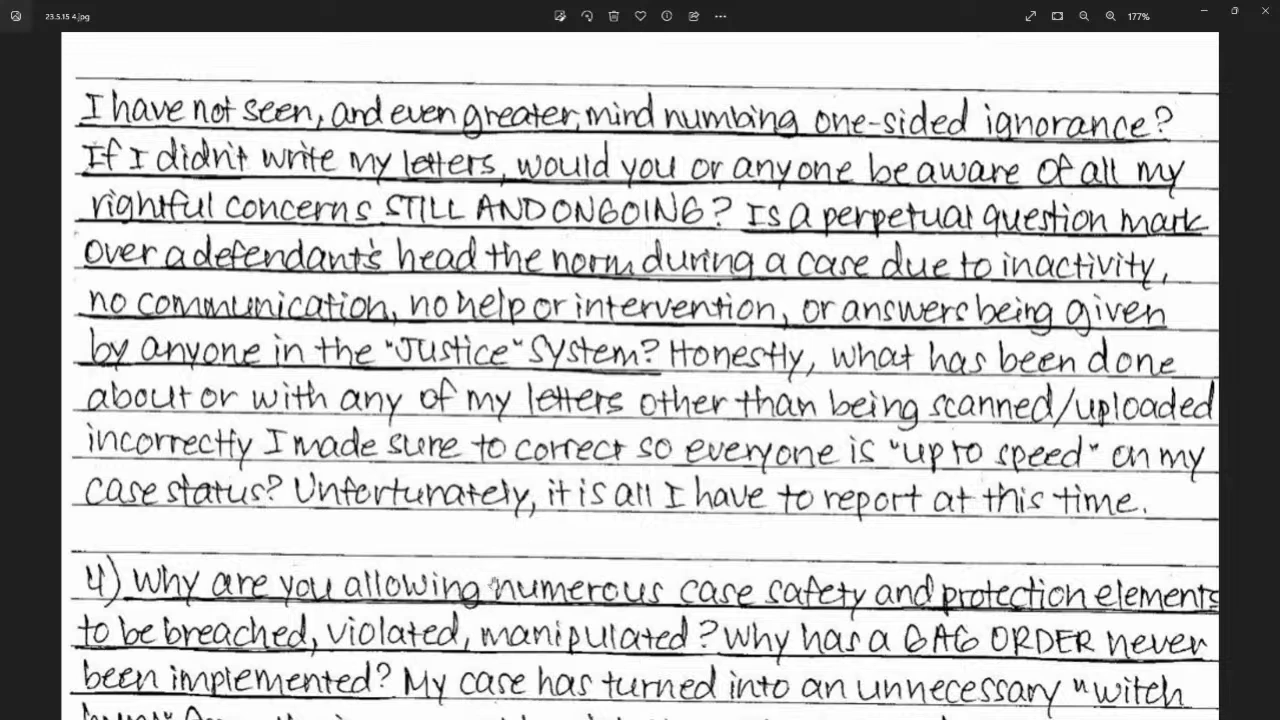 23.5.15 4.jpg
177%
I have not seen, and even greater, mind numbing one-sided ignorance?
If I didn't write my letters, would you or anyone be aware of all my
rightful concerns STILL AND ONGOING? Is a perpetual question mark
over a defendant's head the norm during a case due to inactivity,
no communication, no help or intervention, or answers being given
by anyone in the "Justice" System? Honestly, what has been done
about or with any of my letters other than being scanned/uploaded
incorrectly I made sure to correct so everyone is "up to speed" on my
case status? Unfortunately, it is all I have to report at this time.
4) Why are you allowing numerous case safety and protection elements
to be breached, violated, manipulated? Why has a GAG ORDER never
been implemented? My case has turned into an unnecessary "witch